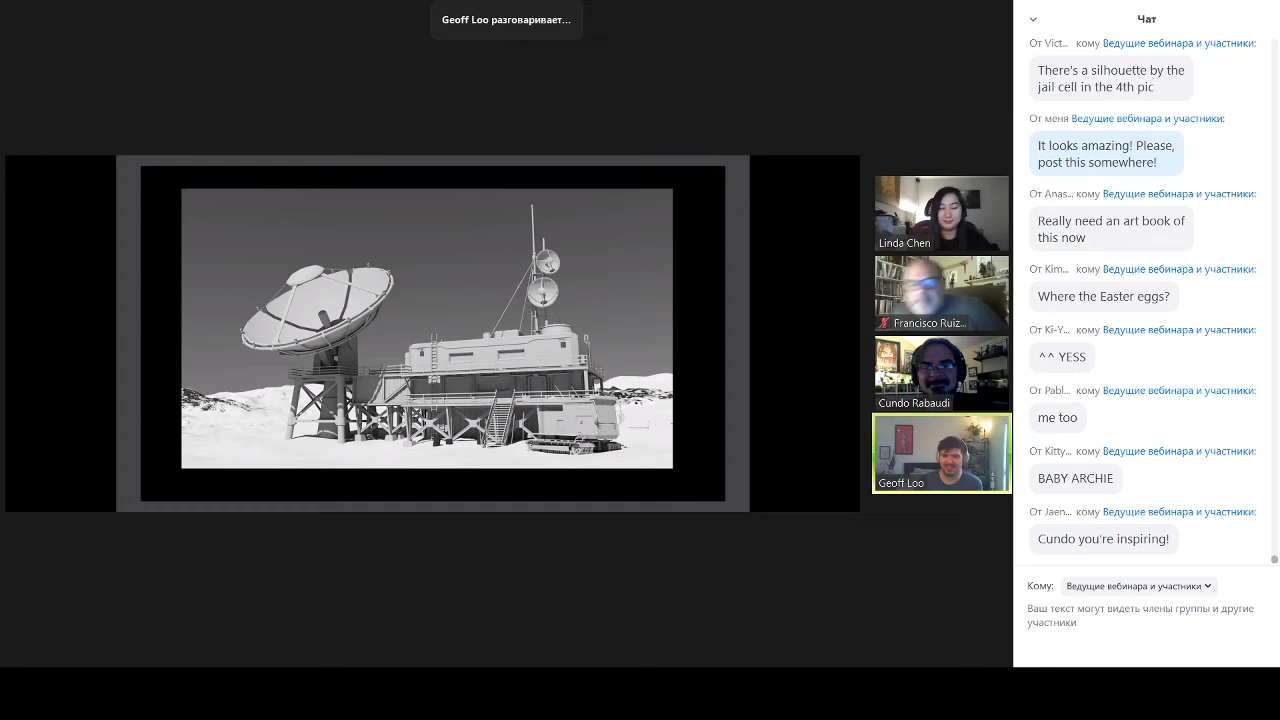 Geoff Loo разговаривает...
Чат
От Vict... кому Ведущие вебинара и участники:
There's a silhouette by the
jail cell in the 4th pic
От меня Ведущие вебинара и участники:
It looks amazing! Please,
post this somewhere!
От Anas... кому Ведущие вебинара и участники:
Really need an art book of
this now
От Kim... кому Ведущие вебинара и участники:
Where the Easter eggs?
От Ki-Y... кому Ведущие вебинара и участники:
^^ YESS
От Pabl... кому Ведущие вебинара и участники:
me too
От Kitty... кому Ведущие вебинара и участники:
BABY ARCHIE
От Jaen... кому Ведущие вебинара и участники:
Cundo you're inspiring!
Кому: Ведущие вебинара и участники
Ваш текст могут видеть члены группы и другие
участники
Linda Chen
Francisco Ruiz...
Cundo Rabaudi
Geoff Loo